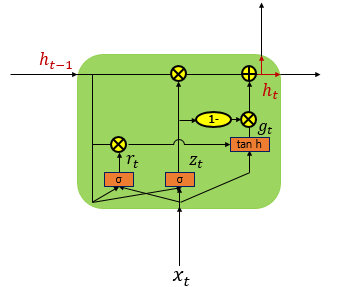 h_{t-1}
h_t
1-
g_t
tan h
r_t
z_t
σ
σ
x_t